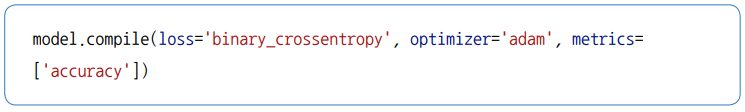 model.compile(loss='binary_crossentropy', optimizer='adam', metrics=
['accuracy'])